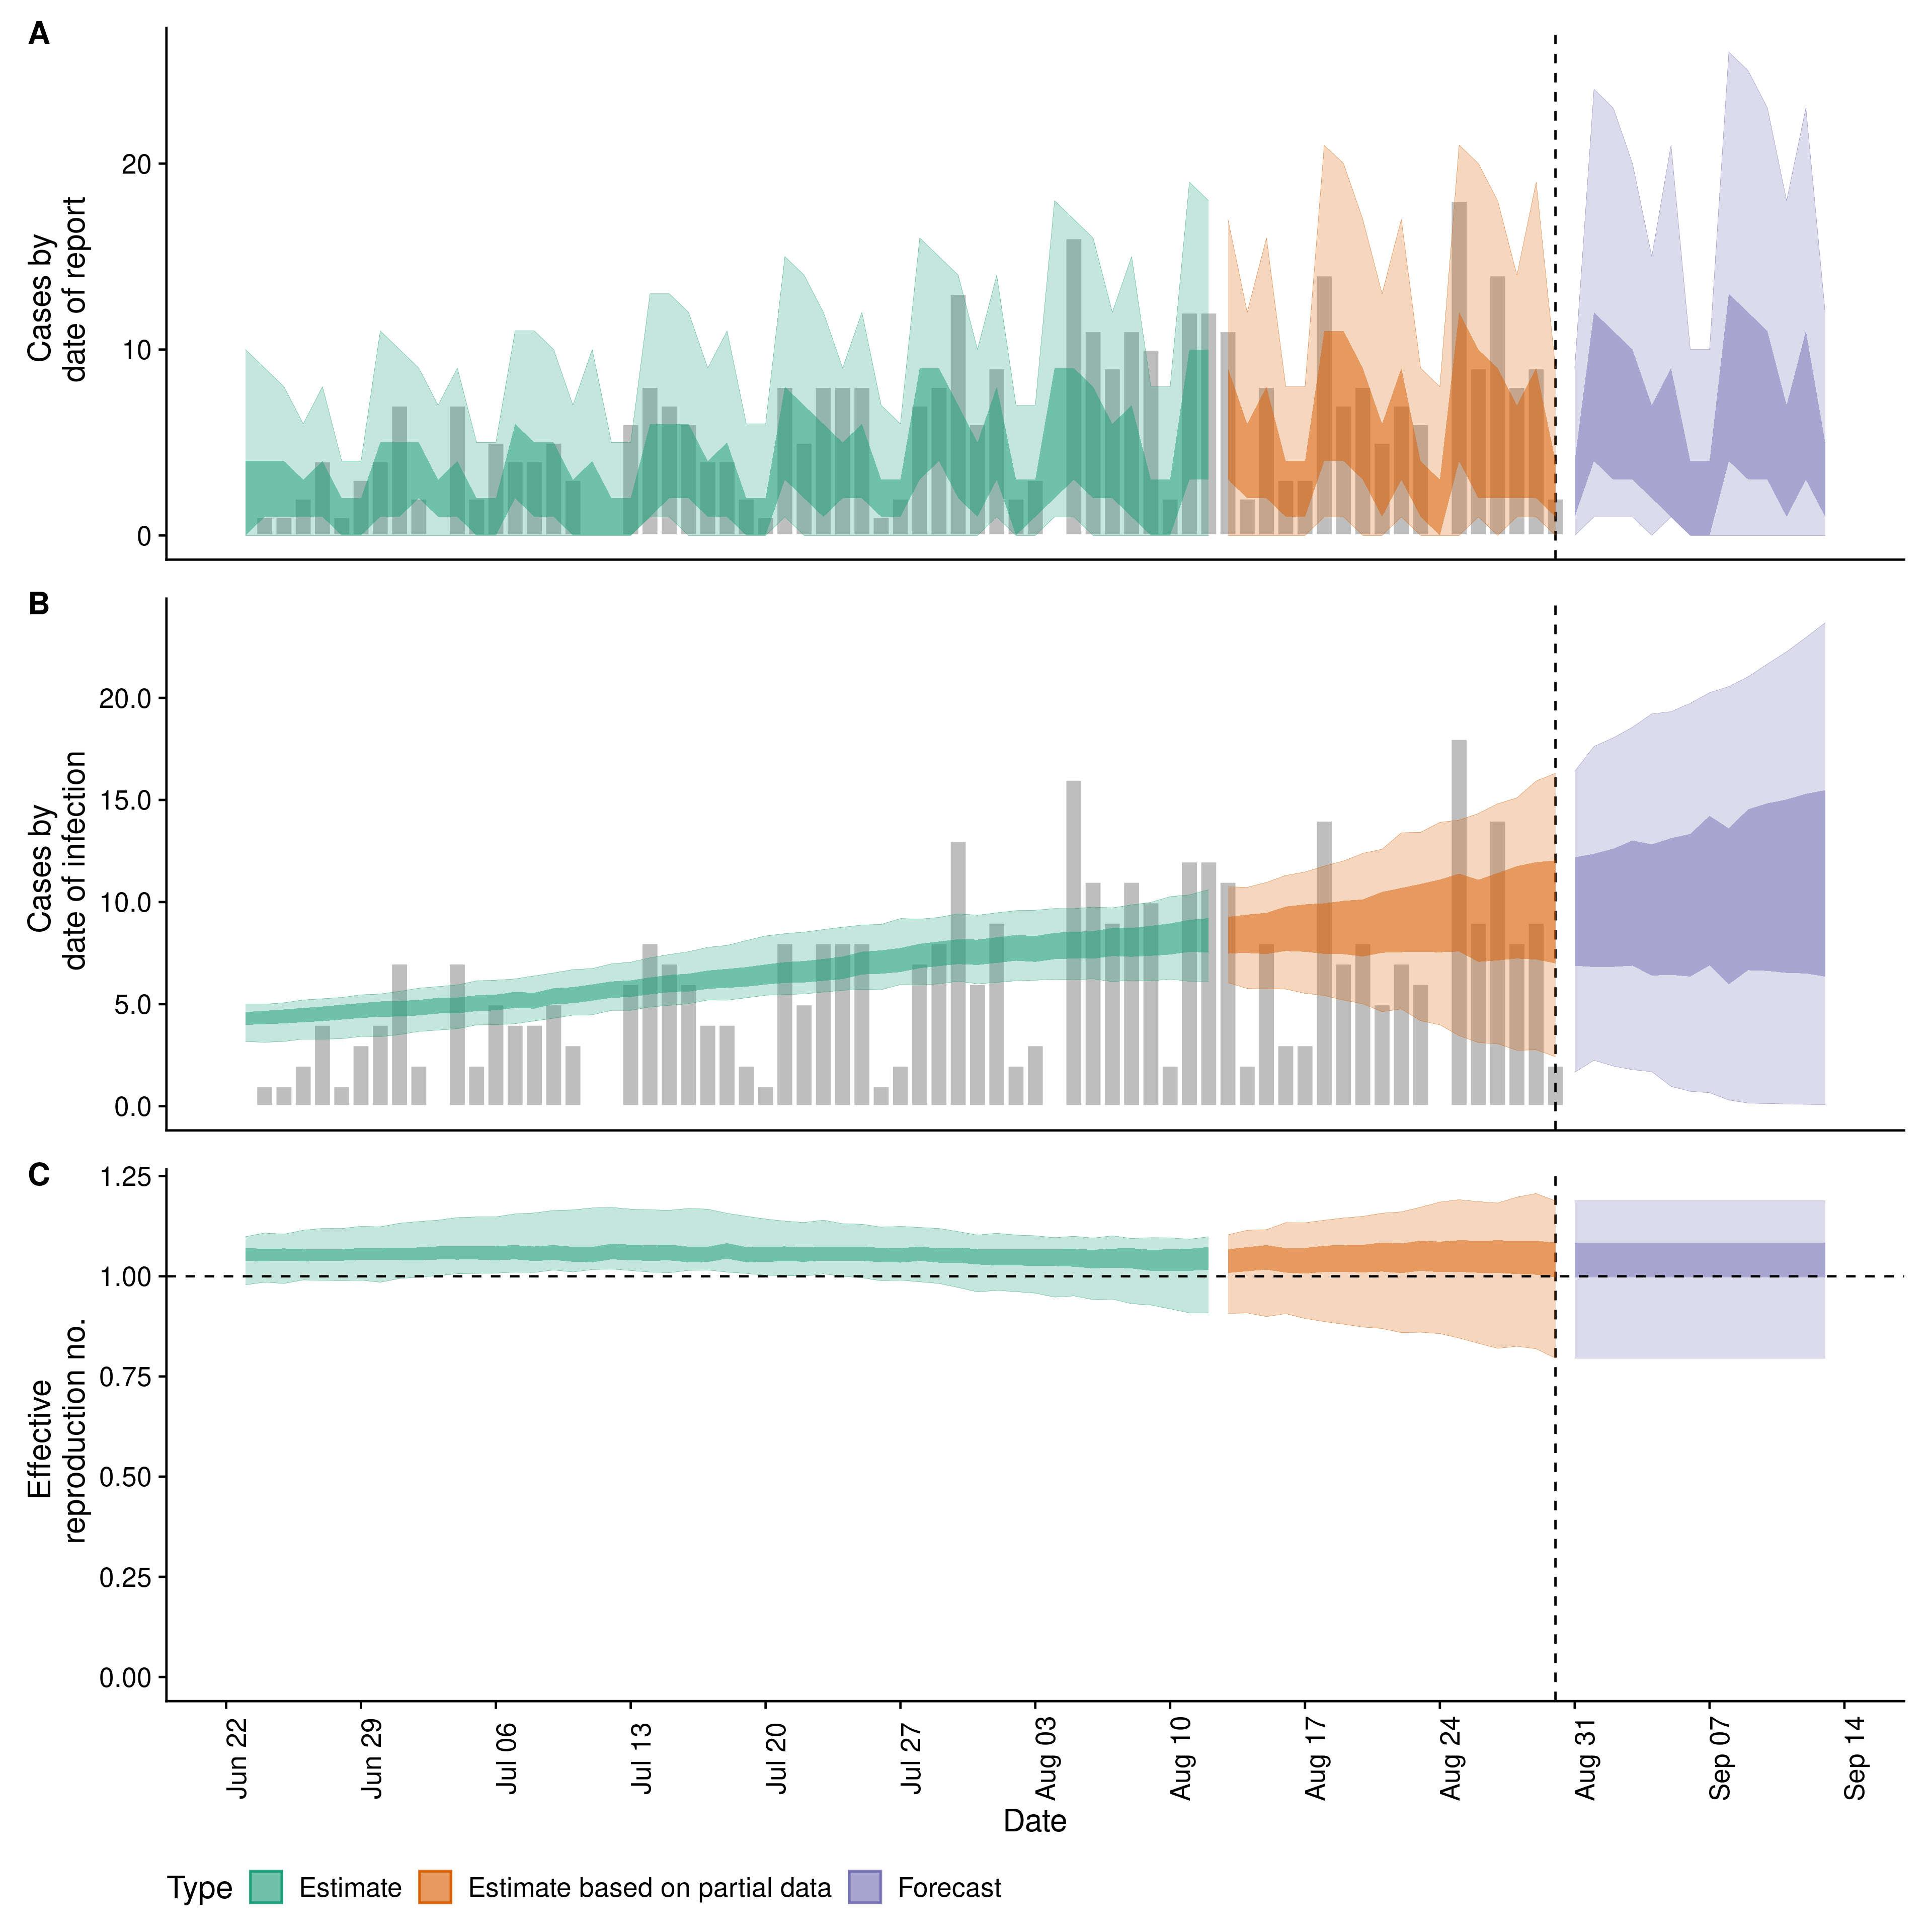 A
Cases by
date of report
20
10
0
B
Cases by
date of infection
20.0
15.0
10.0
5.0
0.0
C
Effective
reproduction no.
1.25
1.00
0.75
0.50
0.25
0.00
Jun 22
Jun 29
Jul 06
Jul 13
Jul 20
Jul 27
Aug 03
Aug 10
Aug 17
Aug 24
Aug 31
Sep 07
Sep 14
Date
Type Estimate Estimate based on partial data Forecast